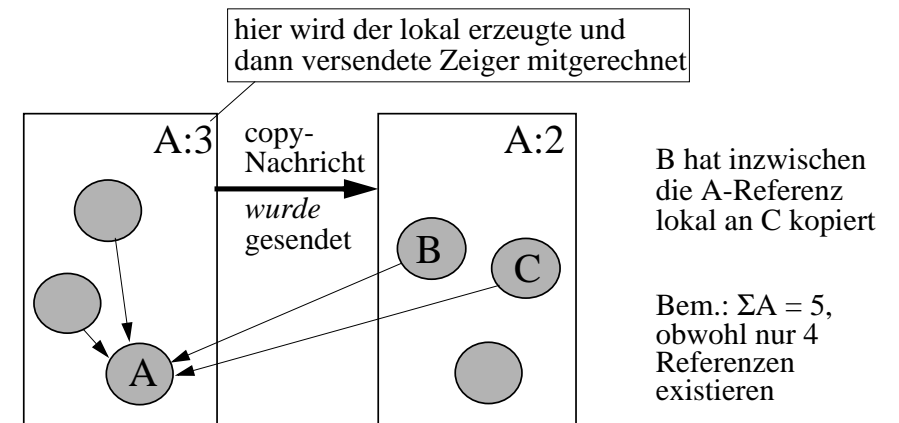 hier wird der lokal erzeugte und
dann versendete Zeiger mitgerechnet
A:3
copy-
Nachricht
wurde
gesendet
A:2
B
C
A
B hat inzwischen
die A-Referenz
lokal an C kopiert
Bem.: ΣA = 5,
obwohl nur 4
Referenzen
existieren